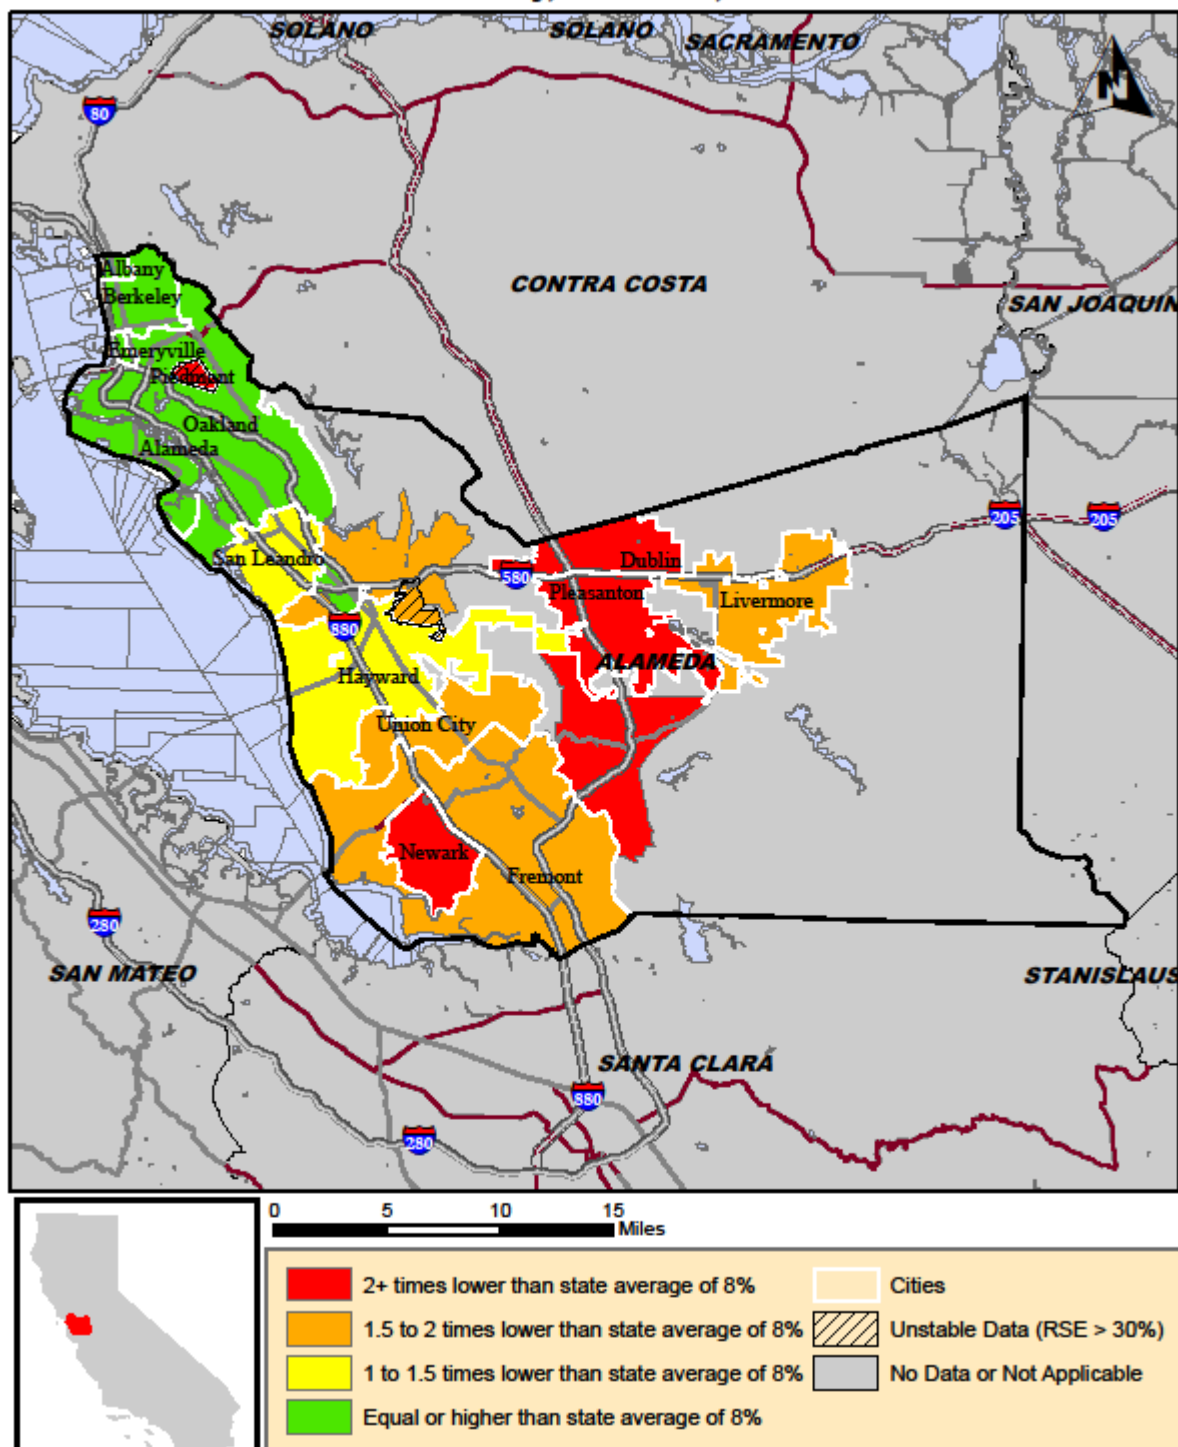 SOLANO
SOLANO
SACRAMENTO
N
80
CONTRA COSTA
SAN JOAQUIN
Albany
Berkeley
Emeryville
Piedmont
Oakland
Alameda
205
205
San Leandro
Dublin
580
Pleasanton
Livermore
880
ALAMEDA
Hayward
Union City
Newark
Fremont
280
SAN MATEO
STANISLAUS
SANTA CLARA
880
280
0 5 10 15
Miles
2+ times lower than state average of 8%
Cities
1.5 to 2 times lower than state average of 8%
Unstable Data (RSE > 30%)
1 to 1.5 times lower than state average of 8%
No Data or Not Applicable
Equal or higher than state average of 8%